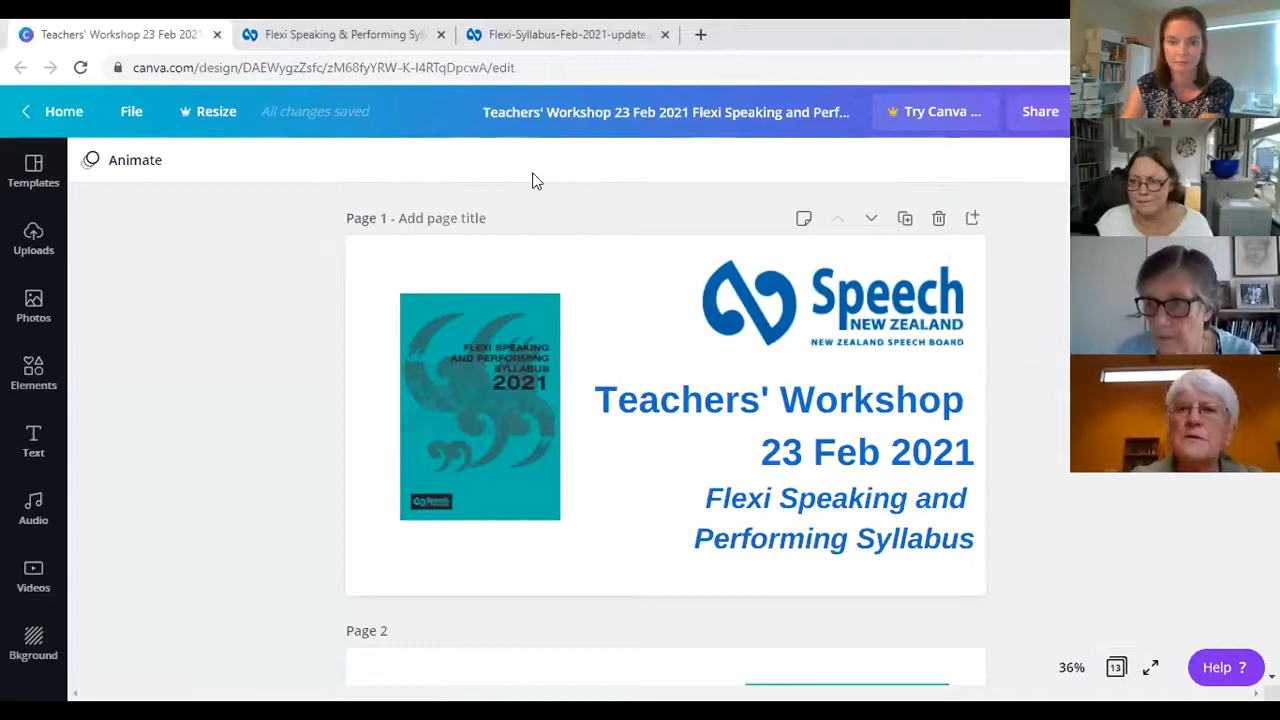 Teachers' Workshop 23 Feb 2021
Flexi Speaking & Performing Syll
Flexi-Syllabus-Feb-2021-update.
canva.com/design/DAEWygzZsfc/zM68fyYRW-K-I4RTqDpcwA/edit
Home
File
Resize
All changes saved
Teachers' Workshop 23 Feb 2021 Flexi Speaking and Perf...
Try Canva ...
Share
Animate
Templates
Uploads
Photos
Elements
Text
Audio
Videos
Bkground
Page 1 - Add page title
FLEXI SPEAKING
AND PERFORMING
SYLLABUS
2021
Speech
Speech
NEW ZEALAND
NEW ZEALAND SPEECH BOARD
Teachers' Workshop
23 Feb 2021
Flexi Speaking and
Performing Syllabus
Page 2
36%
13
Help ?